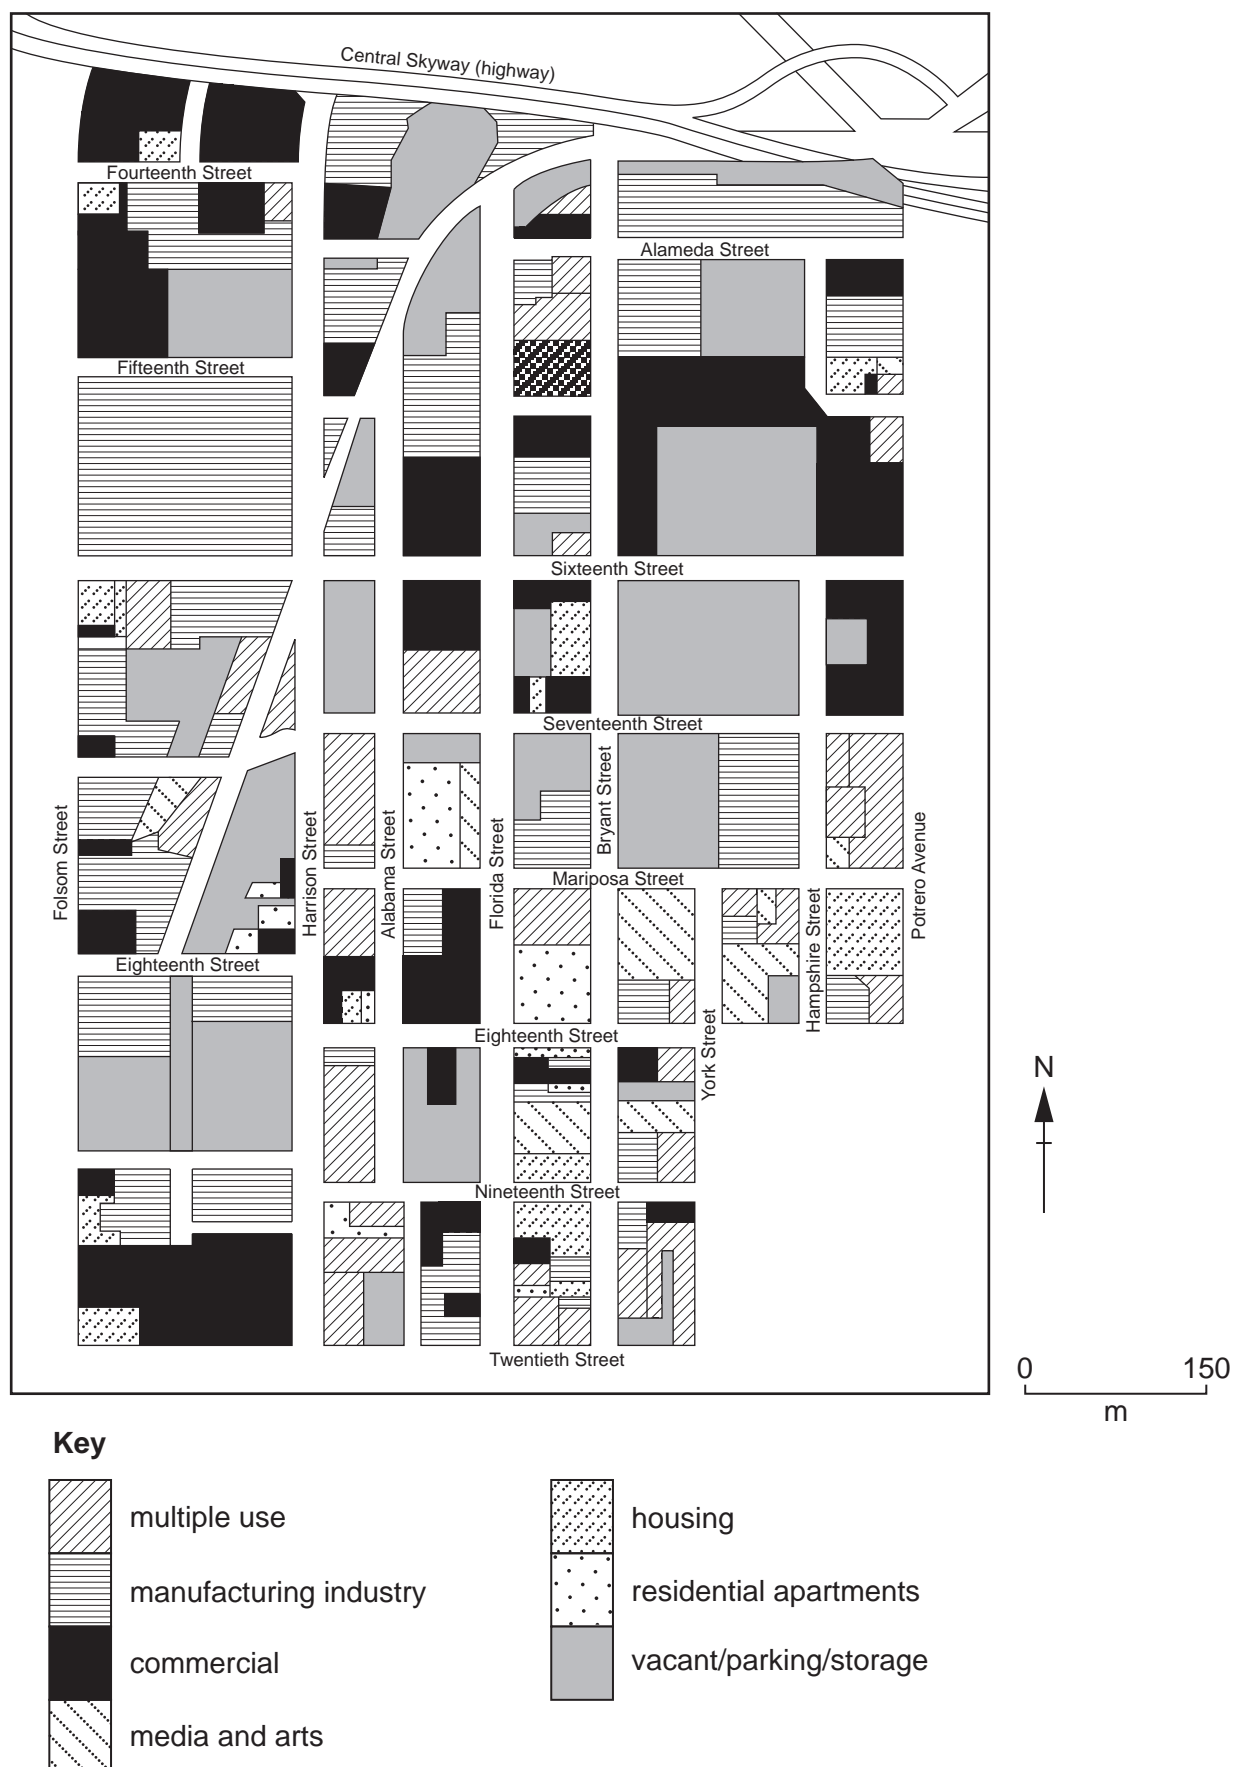 Central Skyway (highway)
Fourteenth Street
Alameda Street
Fifteenth Street
Sixteenth Street
Seventeenth Street
Folsom Street
Harrison Street
Alabama Street
Florida Street
Bryant Street
Mariposa Street
Hampshire Street
Potrero Avenue
Eighteenth Street
Eighteenth Street
York Street
N
Nineteenth Street
Twentieth Street
0 150
m
Key
multiple use
manufacturing industry
commercial
media and arts
housing
residential apartments
vacant/parking/storage